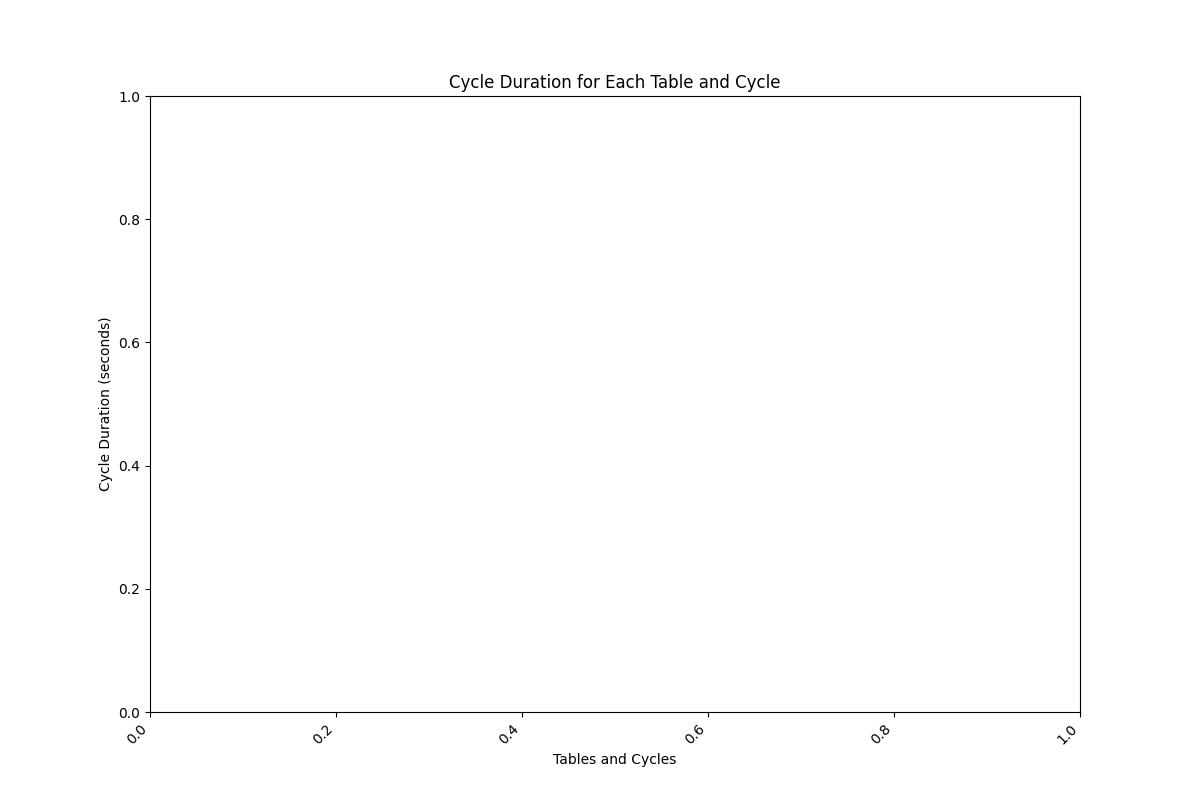 Cycle Duration for Each Table and Cycle
1.0
0.8
0.6
0.4
0.2
0.0
Cycle Duration (seconds)
0.0 0.2 0.4 0.6 0.8 1.0
Tables and Cycles